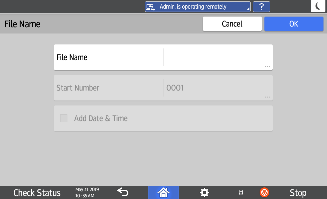 Admin. is operating remotely
?
File Name
Cancel
OK
File Name
...
Start Number 0001
...
Add Date & Time
Check Status
Stop